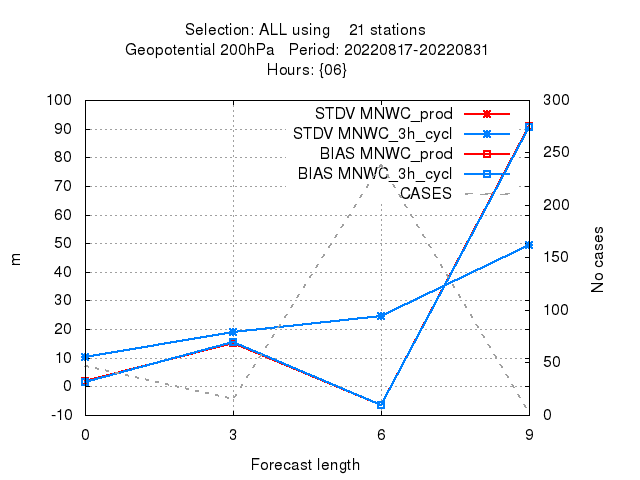 Selection: ALL using 21 stations
Geopotential 200hPa Period: 20220817-20220831
Hours: {06}
100 300
STDV MNWC_prod
90
STDV MNWC_3h_cycl
80 250
BIAS MNWC_prod
70
BIAS MNWC_3h_cycl
60 200
CASES
50 150
40
30 100
20
10 50
0
-10 0
m
No cases
0 3 6 9
Forecast length